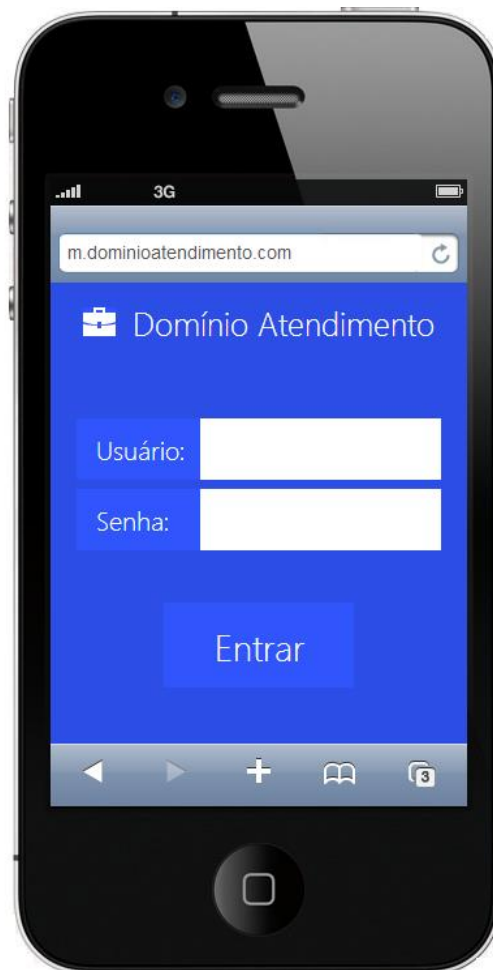 3G
m.dominioatendimento.com
Domínio Atendimento
Usuário:
Senha:
Entrar
3